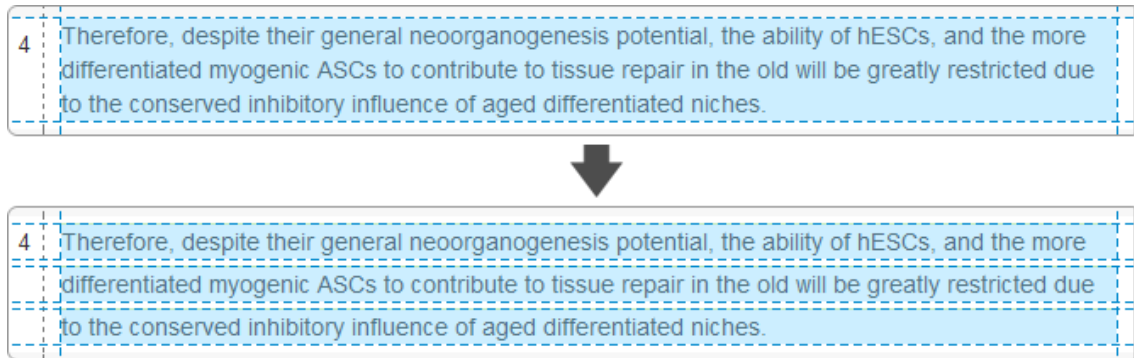 4 Therefore, despite their general neoorganogenesis potential, the ability of hESCs, and the more
differentiated myogenic ASCs to contribute to tissue repair in the old will be greatly restricted due
to the conserved inhibitory influence of aged differentiated niches.
4 Therefore, despite their general neoorganogenesis potential, the ability of hESCs, and the more
differentiated myogenic ASCs to contribute to tissue repair in the old will be greatly restricted due
to the conserved inhibitory influence of aged differentiated niches.